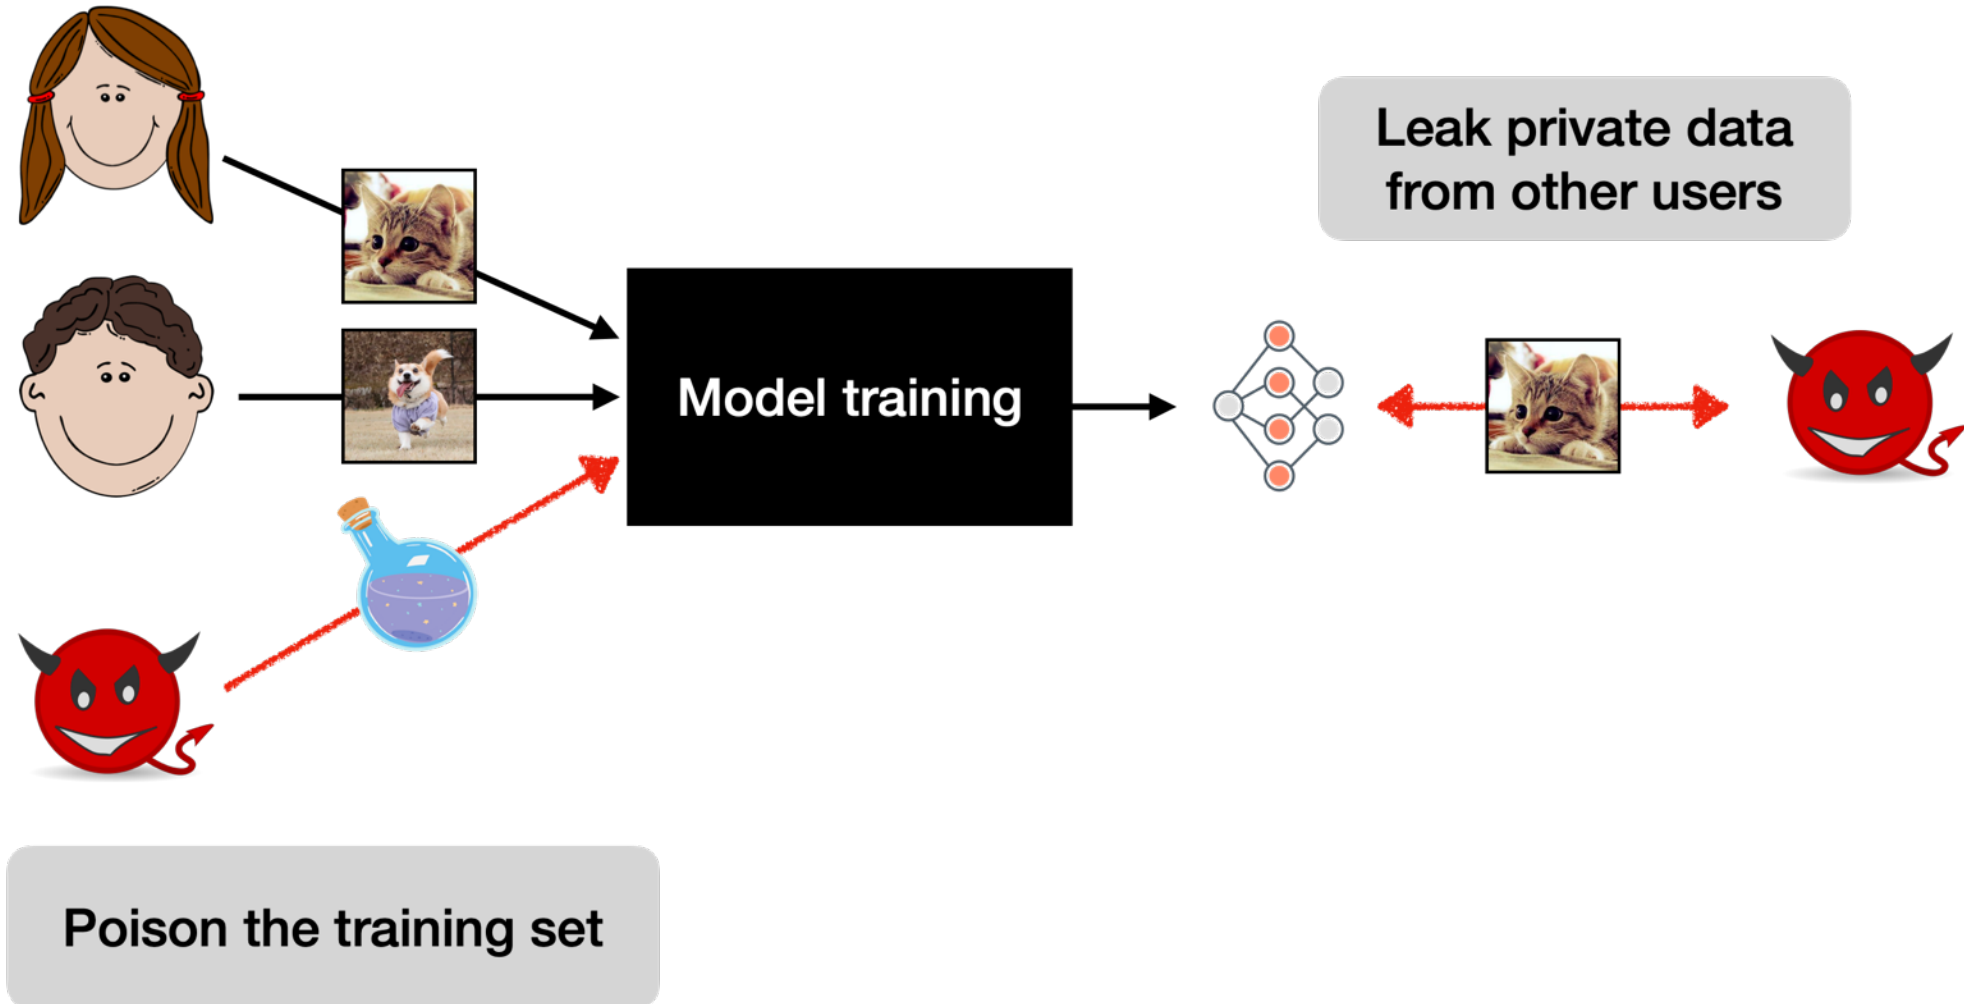 Leak private data
from other users
Model training
Poison the training set